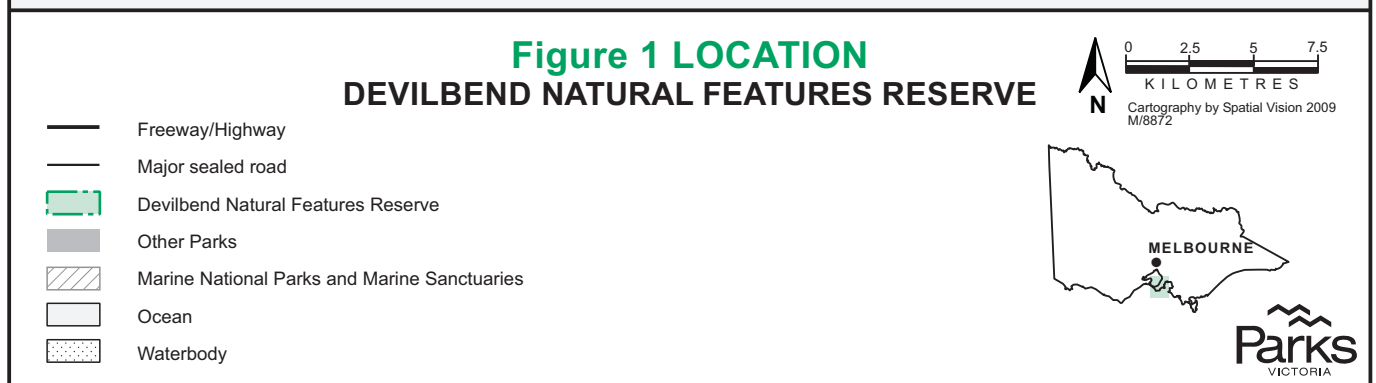 Figure 1 LOCATION
DEVILBEND NATURAL FEATURES RESERVE
0 2.5 5 7.5
KILOMETRES
N
Cartography by Spatial Vision 2009
M/8872
Freeway/Highway
Major sealed road
Devilbend Natural Features Reserve
Other Parks
Marine National Parks and Marine Sanctuaries
Ocean
Waterbody
MELBOURNE
Parks
VICTORIA